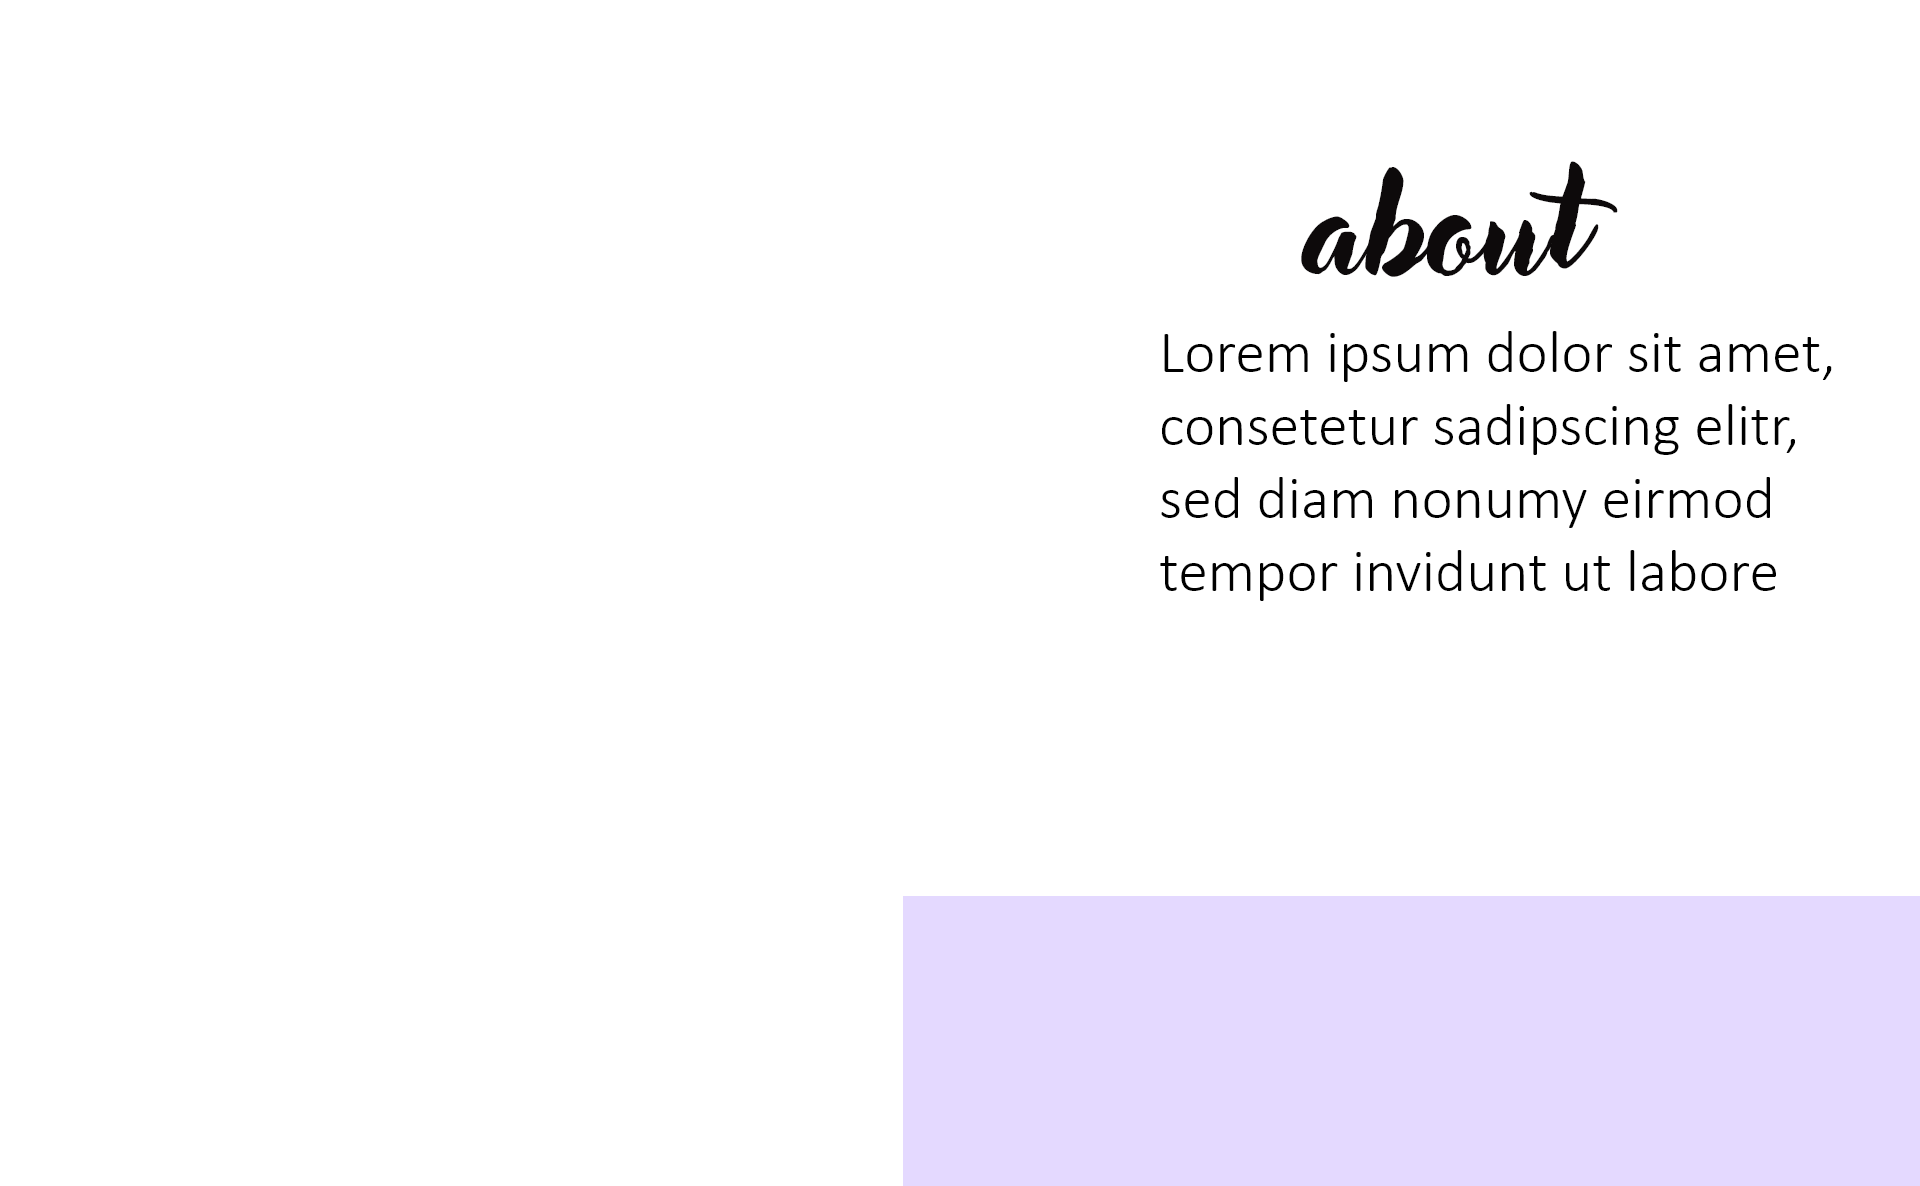 about
Lorem ipsum dolor sit amet,
consetetur sadipscing elitr,
sed diam nonumy eirmod
tempor invidunt ut labore